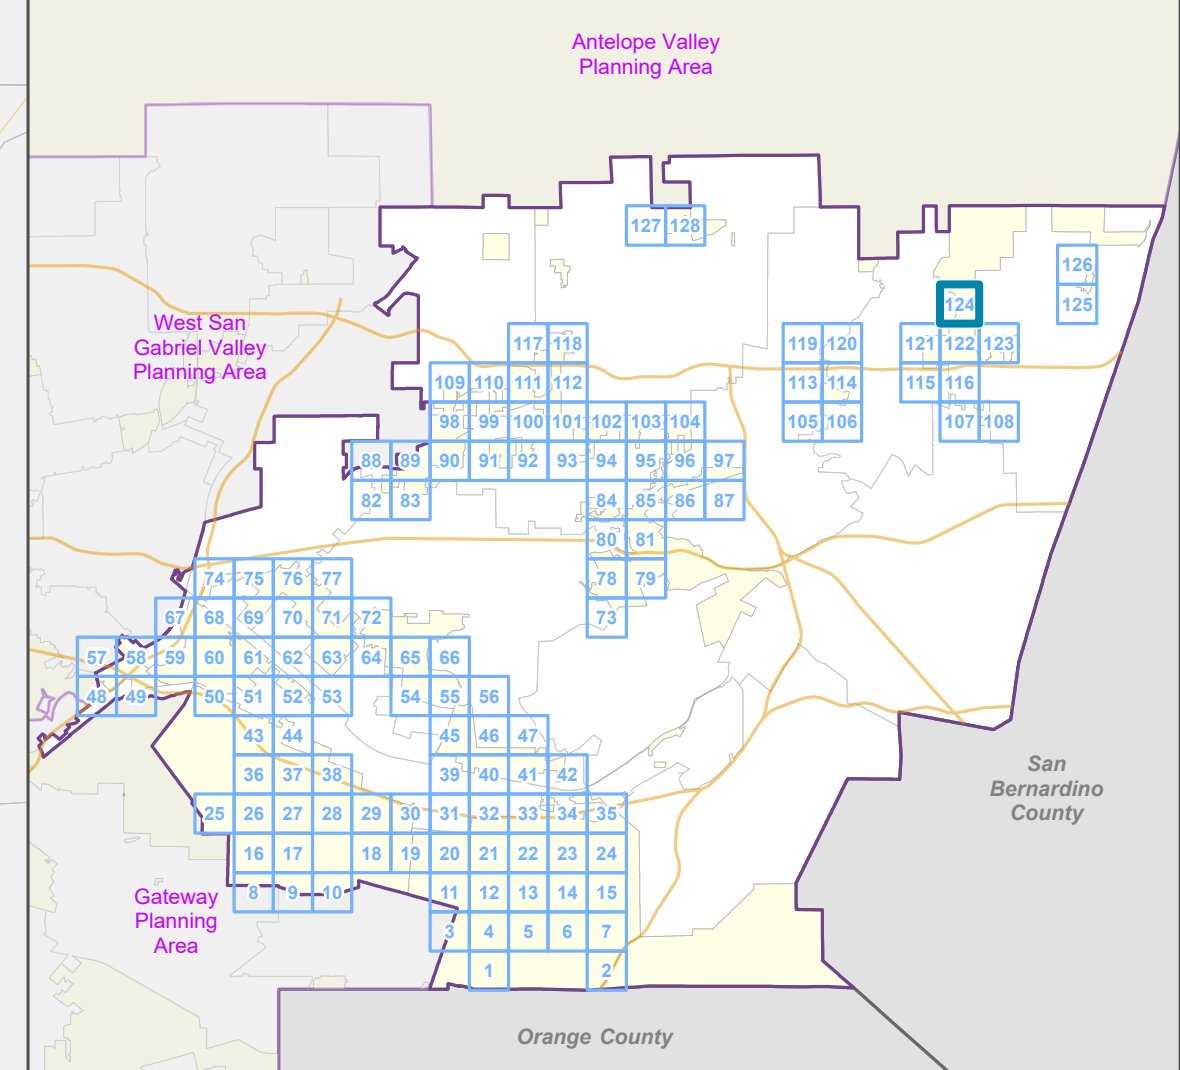 Antelope Valley
Planning Area
127 128
126
124
125
West San
Gabriel Valley
Planning Area
117 118
119 120
121 122 123
109 110 111 112
113 114
115 116
98 99 100 101 102 103 104
105 106
107 108
88 89 90 91 92 93 94 95 96 97
82 83
84 85 86 87
80 81
74 75 76 77
78 79
67 68 69 70 71 72
73
57 58 59 60 61 62 63 64 65 66
48 49 50 51 52 53 54 55 56
43 44
45 46 47
36 37 38
39 40 41 42
San
Bernardino
County
25 26 27 28 29 30 31 32 33 34 35
16 17 18 19 20 21 22 23 24
Gateway
Planning
Area
8 9 10
11 12 13 14 15
3 4 5 6 7
1 2
Orange County